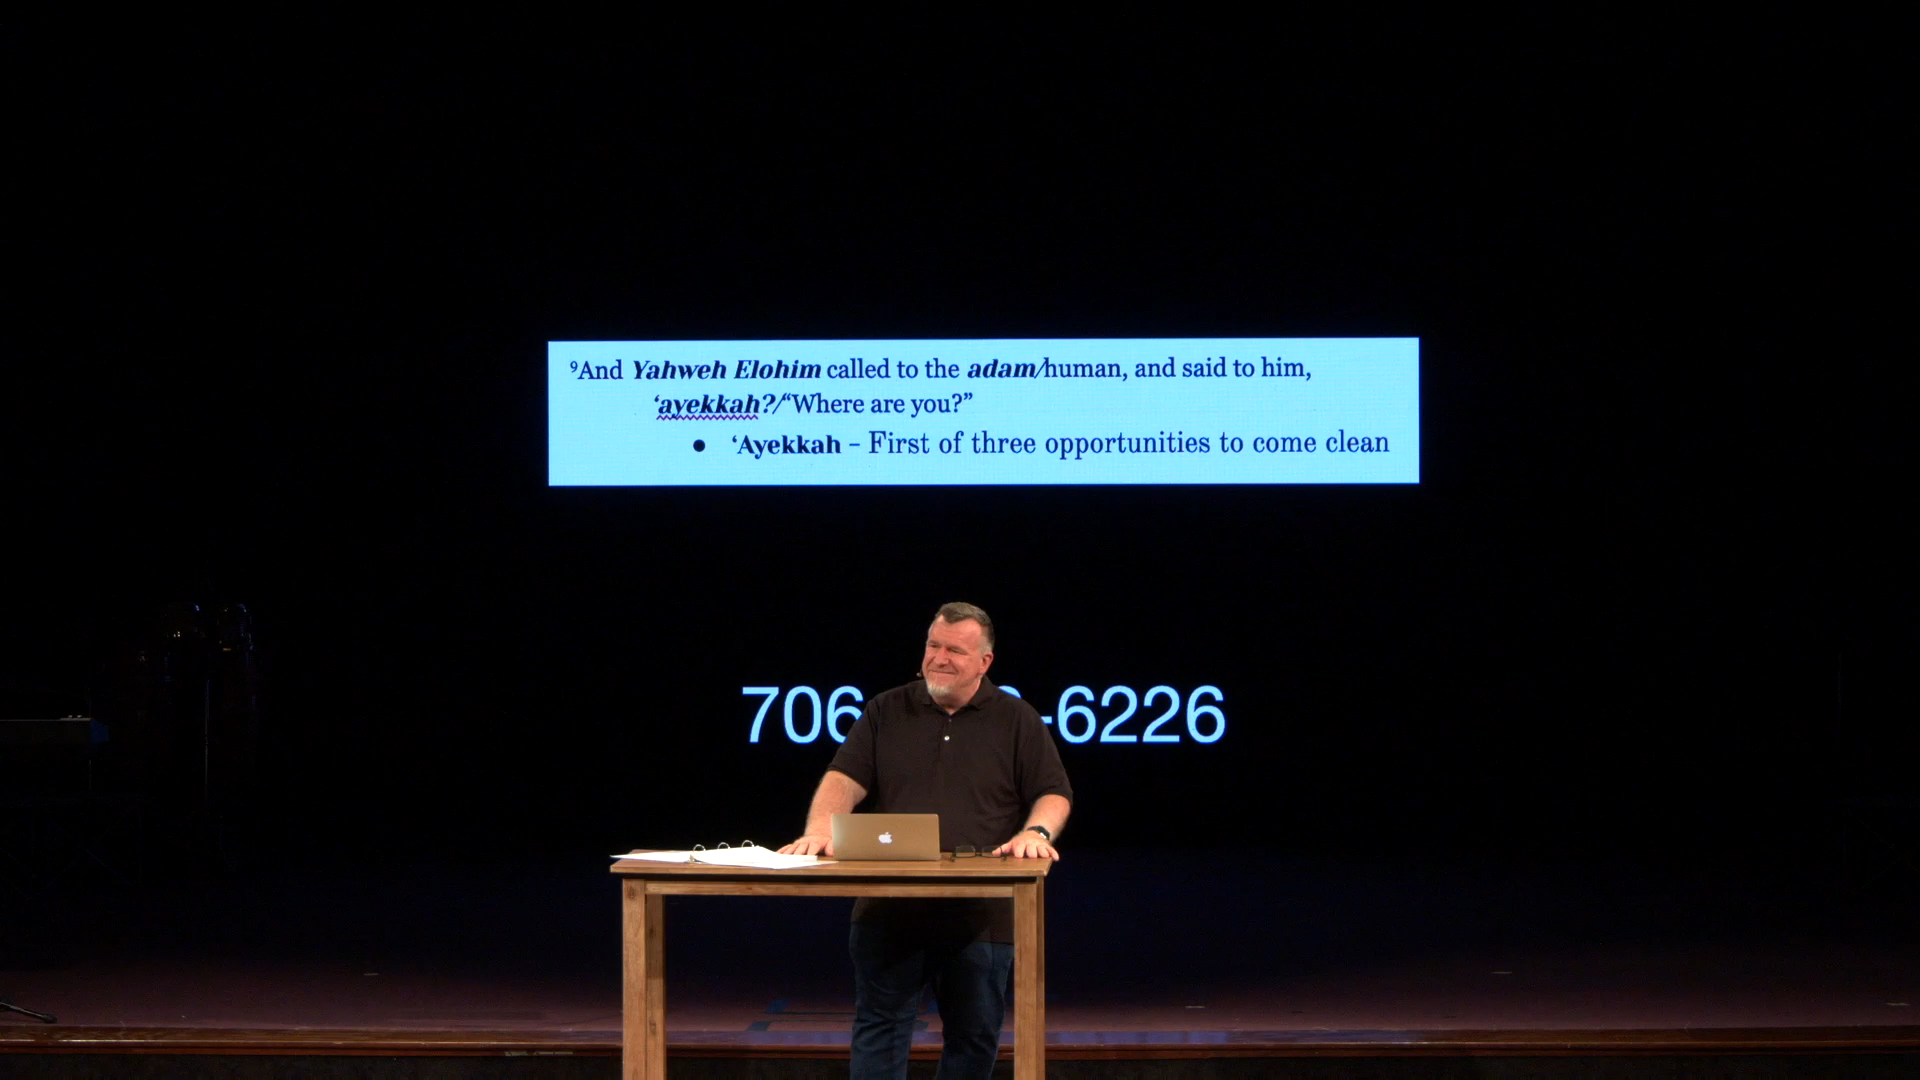 ⁹And Yahweh Elohim called to the adam/human, and said to him,
‘ayekkah?/“Where are you?”
● ‘Ayekkah – First of three opportunities to come clean
706 -6226